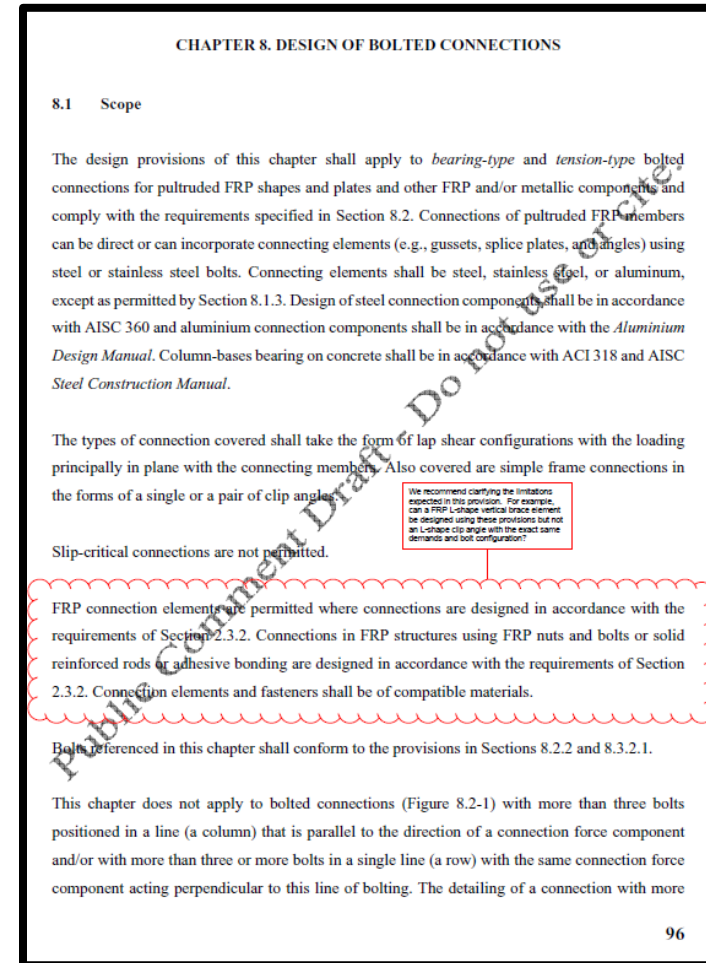 CHAPTER 8. DESIGN OF BOLTED CONNECTIONS
8.1 Scope
The design provisions of this chapter shall apply to bearing-type and tension-type bolted
connections for pultruded FRP shapes and plates and other FRP and/or metallic components and
comply with the requirements specified in Section 8.2. Connections of pultruded FRP members
can be direct or can incorporate connecting elements (e.g., gussets, splice plates, and angles) using
steel or stainless steel bolts. Connecting elements shall be steel, stainless steel, or aluminum,
except as permitted by Section 8.1.3. Design of steel connection components shall be in accordance
with AISC 360 and aluminium connection components shall be in accordance with the Aluminium
Design Manual. Column-bases bearing on concrete shall be in accordance with ACI 318 and AISC
Steel Construction Manual.
The types of connection covered shall take the form of lap shear configurations with the loading
principally in plane with the connecting members. Also covered are simple frame connections in
the forms of a single or a pair of clip angles.
We recommend clarifying the limitations
expected in this provision. For example,
can a FRP L-shape vertical brace element
be designed using these provisions but not
an L-shape clip angle with the exact same
demands and bolt configuration?
Slip-critical connections are not permitted.
FRP connection elements are permitted where connections are designed in accordance with the
requirements of Section 2.3.2. Connections in FRP structures using FRP nuts and bolts or solid
reinforced rods or adhesive bonding are designed in accordance with the requirements of Section
2.3.2. Connection elements and fasteners shall be of compatible materials.
Bolts referenced in this chapter shall conform to the provisions in Sections 8.2.2 and 8.3.2.1.
This chapter does not apply to bolted connections (Figure 8.2-1) with more than three bolts
positioned in a line (a column) that is parallel to the direction of a connection force component
and/or with more than three or more bolts in a single line (a row) with the same connection force
component acting perpendicular to this line of bolting. The detailing of a connection with more
96
Public Comment Draft - Do not use or cite.